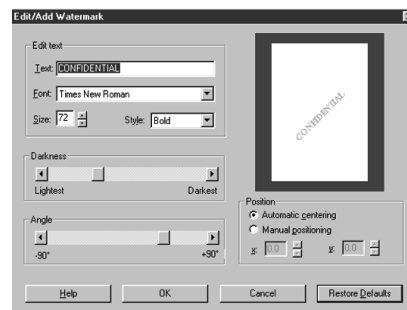 Edit/Add Watermark
Edit text
Text: CONFIDENTIAL
Font: Times New Roman
Size: 72 Style: Bold
Darkness
Lightest Darkest
Angle
-90° +90°
CONFIDENTIAL
Position
Automatic centering
Manual positioning
x: 0.0 y: 0.0
Help OK Cancel Restore Defaults